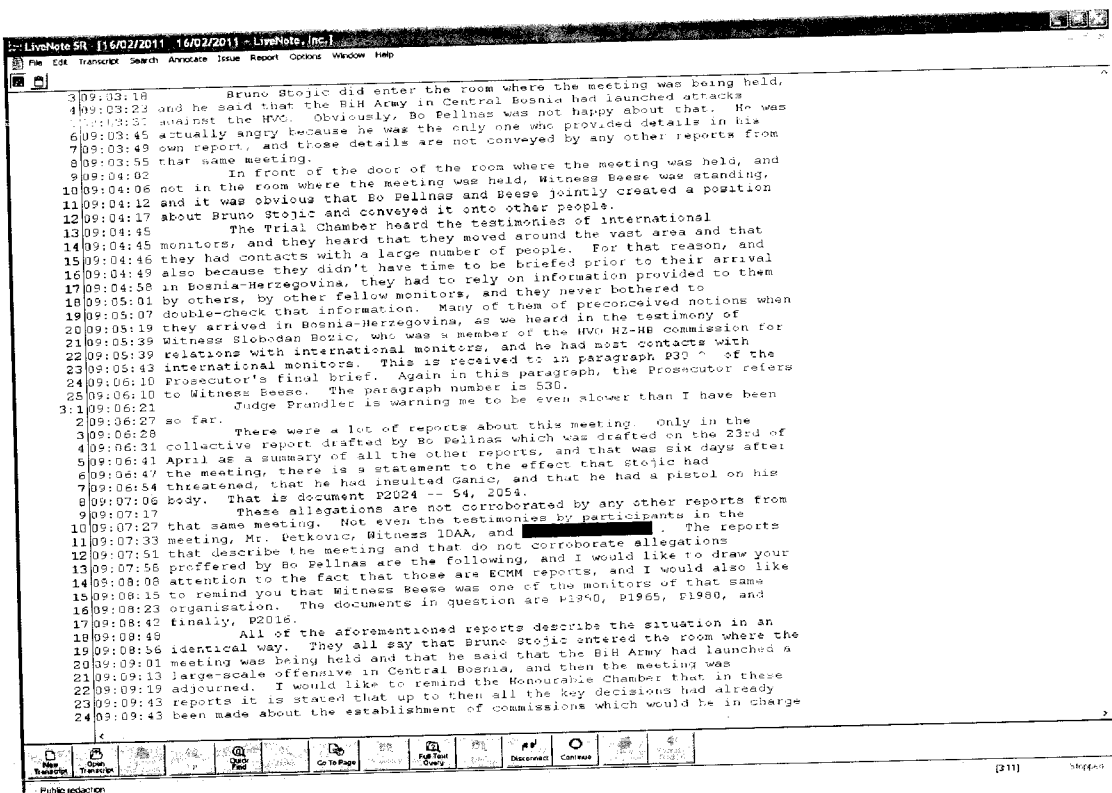 LiveNote SR - [16/02/2011 16/02/2011 - LiveNote, Inc.]
File Edit Transcript Search Annotate Issue Report Options Window Help
3 09:03:18 Bruno Stojic did enter the room where the meeting was being held,
4 09:03:23 and he said that the BiH Army in Central Bosnia had launched attacks
against the HVO. Obviously, Bo Pellnas was not happy about that. He was
6 09:03:45 actually angry because he was the only one who provided details in his
7 09:03:49 own report, and those details are not conveyed by any other reports from
8 09:03:55 that same meeting.
9 09:04:02 In front of the door of the room where the meeting was held, and
10 09:04:06 not in the room where the meeting was held, Witness Beese was standing,
11 09:04:12 and it was obvious that Bo Pellnas and Beese jointly created a position
12 09:04:17 about Bruno Stojic and conveyed it onto other people.
13 09:04:45 The Trial Chamber heard the testimonies of international
14 09:04:45 monitors, and they heard that they moved around the vast area and that
15 09:04:46 they had contacts with a large number of people. For that reason, and
16 09:04:49 also because they didn't have time to be briefed prior to their arrival
17 09:04:58 in Bosnia-Herzegovina, they had to rely on information provided to them
18 09:05:01 by others, by other fellow monitors, and they never bothered to
19 09:05:07 double-check that information. Many of them of preconceived notions when
20 09:05:19 they arrived in Bosnia-Herzegovina, as we heard in the testimony of
21 09:05:39 Witness Slobodan Bozic, who was a member of the HVO HZ-HB commission for
22 09:05:39 relations with international monitors, and he had most contacts with
23 09:05:43 international monitors. This is received to in paragraph P30 ^ of the
24 09:06:10 Prosecutor's final brief. Again in this paragraph, the Prosecutor refers
25 09:06:10 to Witness Beese. The paragraph number is 530.
3:1 09:06:21 Judge Prandler is warning me to be even slower than I have been
2 09:06:27 so far.
3 09:06:28 There were a lot of reports about this meeting. Only in the
4 09:06:31 collective report drafted by Bo Pellnas which was drafted on the 23rd of
5 09:06:41 April as a summary of all the other reports, and that was six days after
6 09:06:47 the meeting, there is a statement to the effect that Stojic had
7 09:06:54 threatened, that he had insulted Ganic, and that he had a pistol on his
8 09:07:06 body. That is document P2024 -- 54, 2054.
9 09:07:17 These allegations are not corroborated by any other reports from
10 09:07:27 that same meeting. Not even the testimonies by participants in the
11 09:07:33 meeting, Mr. Petkovic, Witness 1DAA, and . The reports
12 09:07:51 that describe the meeting and that do not corroborate allegations
13 09:07:58 proffered by Bo Pellnas are the following, and I would like to draw your
14 09:08:08 attention to the fact that those are ECMM reports, and I would also like
15 09:08:15 to remind you that Witness Beese was one of the monitors of that same
16 09:08:23 organisation. The documents in question are P1950, P1965, P1980, and
17 09:08:42 finally, P2016.
18 09:08:48 All of the aforementioned reports describe the situation in an
19 09:08:56 identical way. They all say that Bruno Stojic entered the room where the
20 09:09:01 meeting was being held and that he said that the BiH Army had launched a
21 09:09:13 large-scale offensive in Central Bosnia, and then the meeting was
22 09:09:19 adjourned. I would like to remind the Honourable Chamber that in these
23 09:09:43 reports it is stated that up to then all the key decisions had already
24 09:09:43 been made about the establishment of commissions which would be in charge
New Transcript Open Transcript Quick Find Go To Page Full Text Query Disconnect Continue
[3:11] Stopped
Public redaction